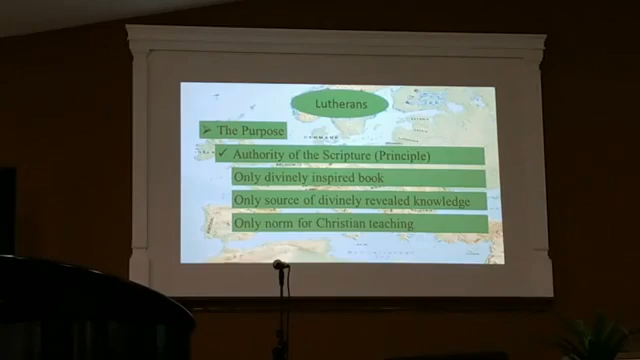 Lutherans
➢ The Purpose
✓ Authority of the Scripture (Principle)
Only divinely inspired book
Only source of divinely revealed knowledge
Only norm for Christian teaching